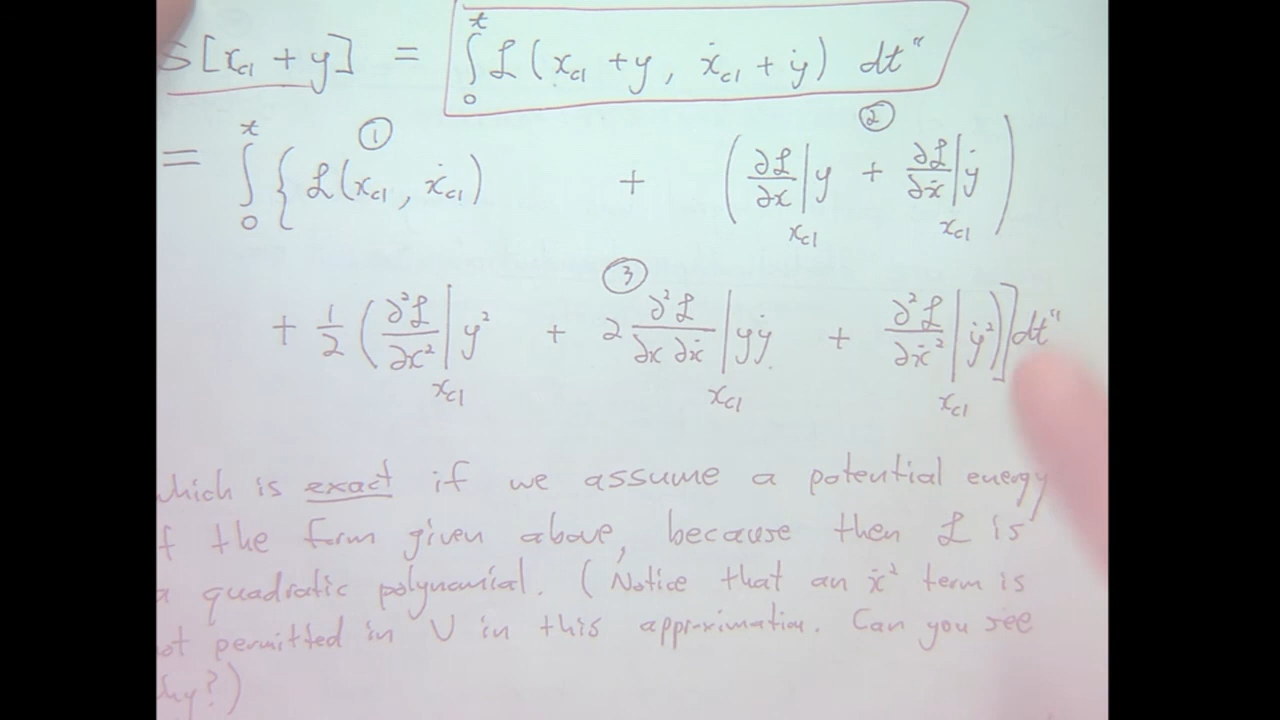 S[x_cl + y] = ∫₀ᵗ ℒ(x_cl + y, ẋ_cl + ẏ) dt"
= ∫₀ᵗ { ① ℒ(x_cl, ẋ_cl) + ② ( ∂ℒ/∂x |_x_cl y + ∂ℒ/∂ẋ |_x_cl ẏ )
+ ½ ( ∂²ℒ/∂x² |_x_cl y² + ③ 2 ∂²ℒ/∂x∂ẋ |_x_cl yẏ + ∂²ℒ/∂ẋ² |_x_cl ẏ² ) ] dt"
which is exact if we assume a potential energy
f the form given above, because then ℒ is
a quadratic polynomial. (Notice that an ẋ² term is
ot permitted in V in this approximation. Can you see
hy?)